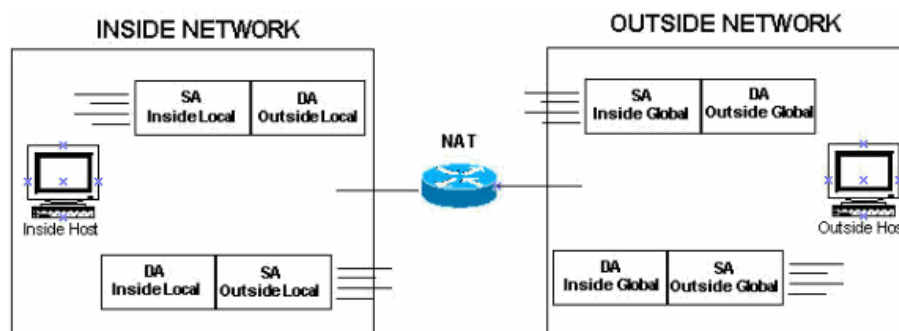 INSIDE NETWORK
OUTSIDE NETWORK
SA
Inside Local
DA
Outside Local
SA
Inside Global
DA
Outside Global
NAT
Inside Host
Outside Host
DA
Inside Local
SA
Outside Local
DA
Inside Global
SA
Outside Global